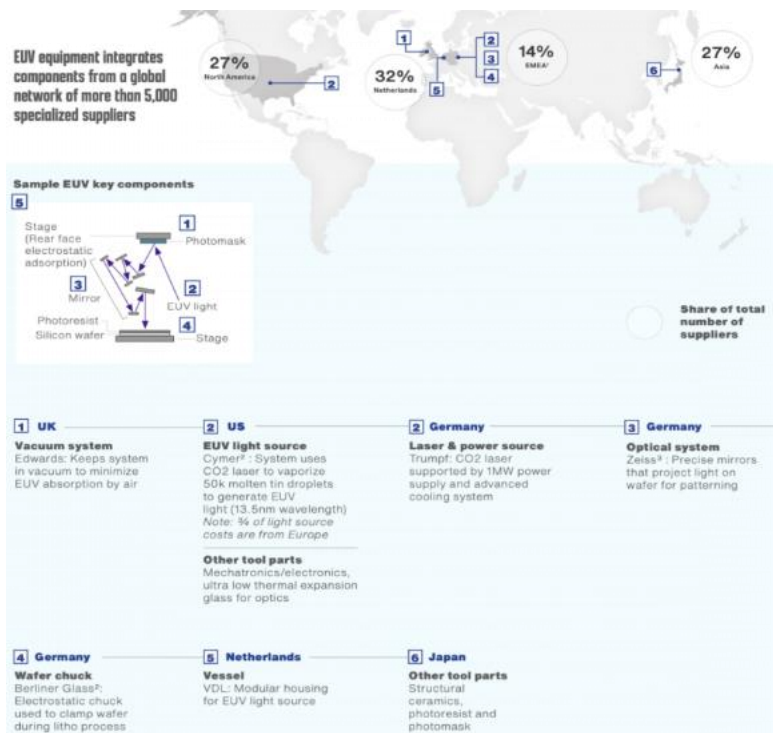 EUV equipment integrates
components from a global
network of more than 5,000
specialized suppliers
27%
North America
2
1
32%
Netherlands
5
2
3
4
14%
EMEA¹
6
27%
Asia
Sample EUV key components
5
Stage
(Rear face
electrostatic
adsorption)
1
Photomask
3
Mirror
2
EUV light
Photoresist
Silicon wafer
4
Stage
Share of total
number of
suppliers
1 UK
Vacuum system
Edwards: Keeps system
in vacuum to minimize
EUV absorption by air
2 US
EUV light source
Cymer²: System uses
CO2 laser to vaporize
50k molten tin droplets
to generate EUV
light (13.5nm wavelength)
Note: ¾ of light source
costs are from Europe
Other tool parts
Mechatronics/electronics,
ultra low thermal expansion
glass for optics
2 Germany
Laser & power source
Trumpf: CO2 laser
supported by 1MW power
supply and advanced
cooling system
3 Germany
Optical system
Zeiss³ : Precise mirrors
that project light on
wafer for patterning
4 Germany
Wafer chuck
Berliner Glass²:
Electrostatic chuck
used to clamp wafer
during litho process
5 Netherlands
Vessel
VDL: Modular housing
for EUV light source
6 Japan
Other tool parts
Structural
ceramics,
photoresist and
photomask